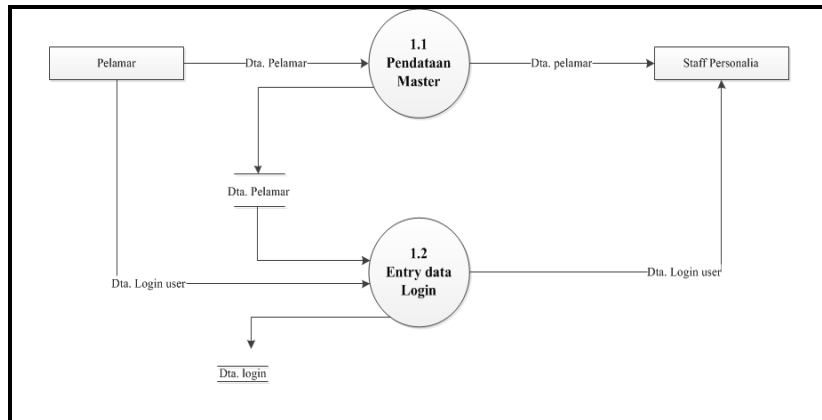 1.1
Pendataan
Master
Pelamar
Dta. Pelamar
Dta. pelamar
Staff Personalia
Dta. Pelamar
1.2
Entry data
Login
Dta. Login user
Dta. Login user
Dta. login